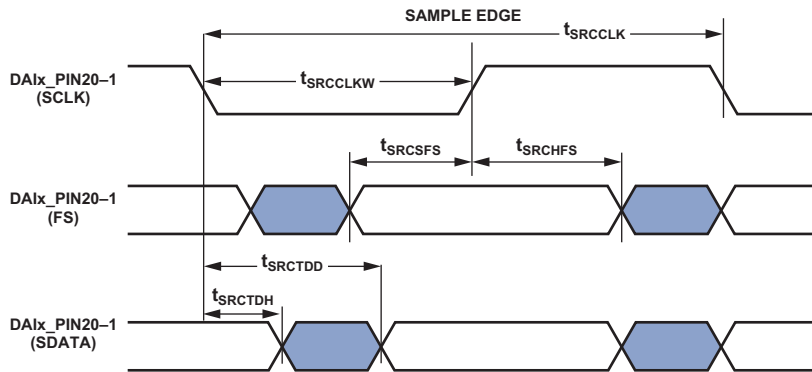 SAMPLE EDGE
tSRCCLK
DAIx_PIN20–1
(SCLK)
tSRCCLKW
tSRCSFS
tSRCHFS
DAIx_PIN20–1
(FS)
tSRCTDD
tSRCTDH
DAIx_PIN20–1
(SDATA)